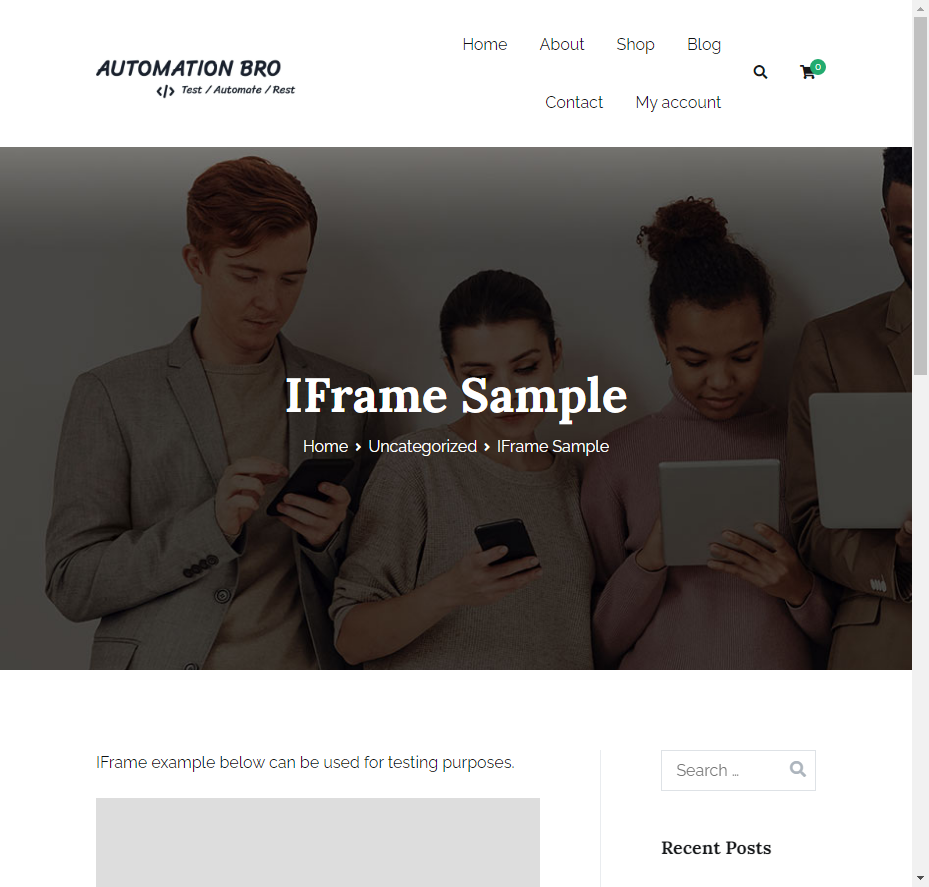 AUTOMATION BRO
</> Test / Automate / Rest
Home About Shop Blog
Contact My account
0
IFrame Sample
Home > Uncategorized > IFrame Sample
IFrame example below can be used for testing purposes.
Search …
Recent Posts